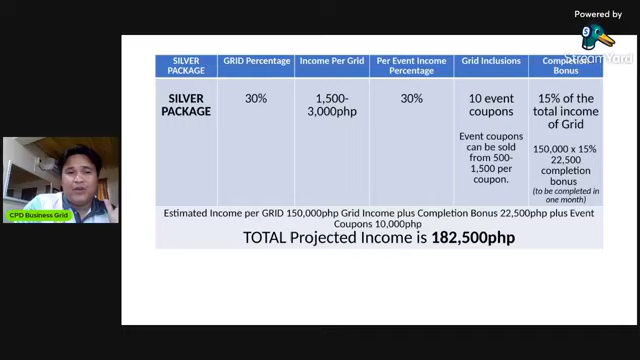 Powered by
StreamYard
SILVER PACKAGE
GRID Percentage
Income Per Grid
Per Event Income Percentage
Grid Inclusions
Completion Bonus
SILVER PACKAGE
30%
1,500-
3,000php
30%
10 event
coupons
Event coupons
can be sold
from 500-
1,500 per
coupon.
15% of the
total income
of Grid
150,000 x 15%
22,500
completion
bonus
(to be completed in
one month)
Estimated Income per GRID 150,000php Grid Income plus Completion Bonus 22,500php plus Event
Coupons 10,000php
TOTAL Projected Income is 182,500php
CPD Business Grid